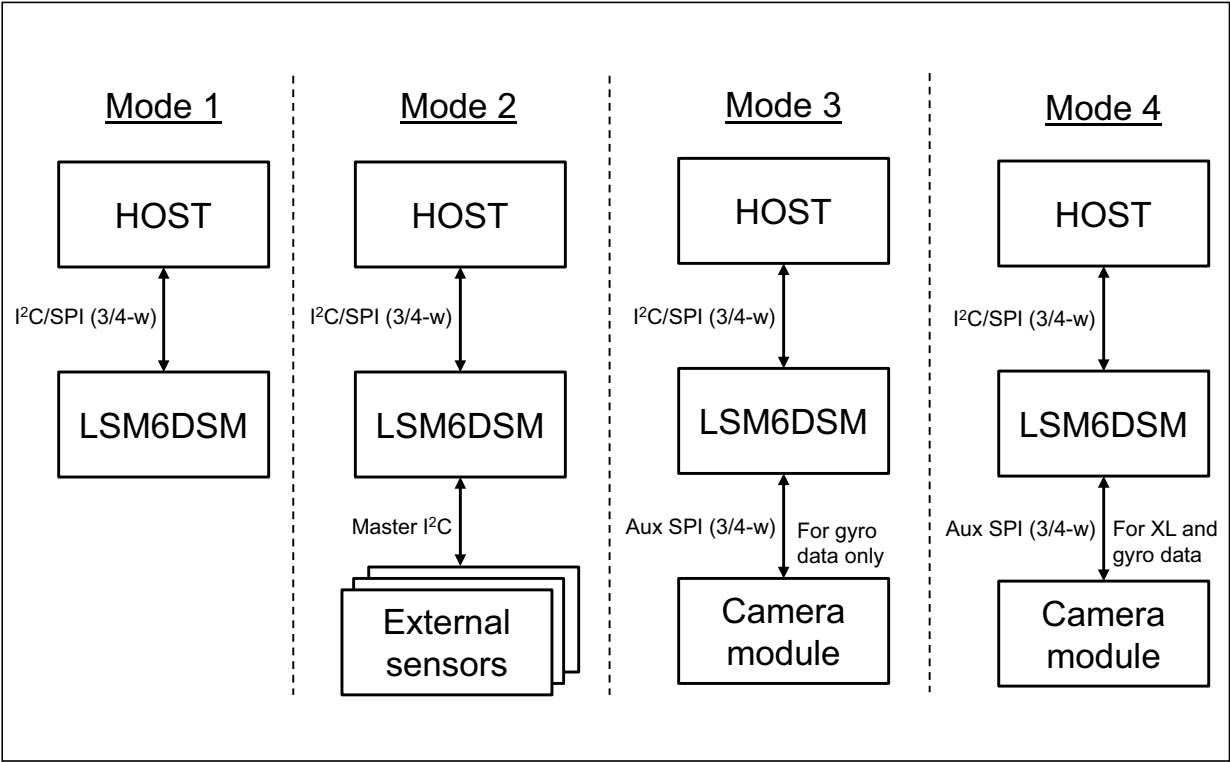 Mode 1
HOST
I²C/SPI (3/4-w)
LSM6DSM
Mode 2
HOST
I²C/SPI (3/4-w)
LSM6DSM
Master I²C
External
sensors
Mode 3
HOST
I²C/SPI (3/4-w)
LSM6DSM
Aux SPI (3/4-w)
For gyro
data only
Camera
module
Mode 4
HOST
I²C/SPI (3/4-w)
LSM6DSM
Aux SPI (3/4-w)
For XL and
gyro data
Camera
module